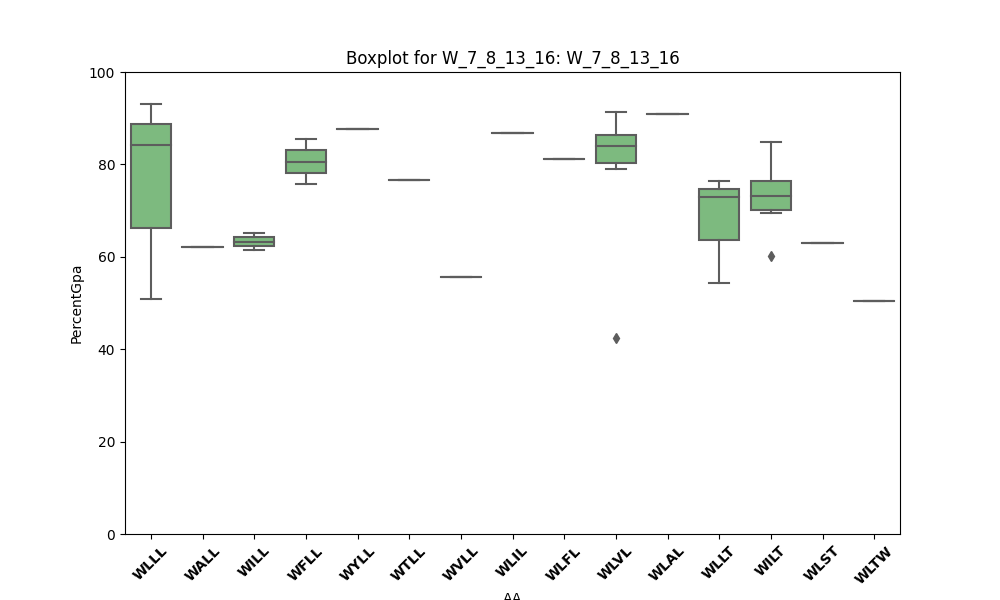 Boxplot for W_7_8_13_16: W_7_8_13_16
PercentGpa
100
80
60
40
20
0
WLLL WALL WILL WFLL WYLL WTLL WVLL WLIL WLFL WLVL WLAL WLLT WILT WLST WLTW
AA